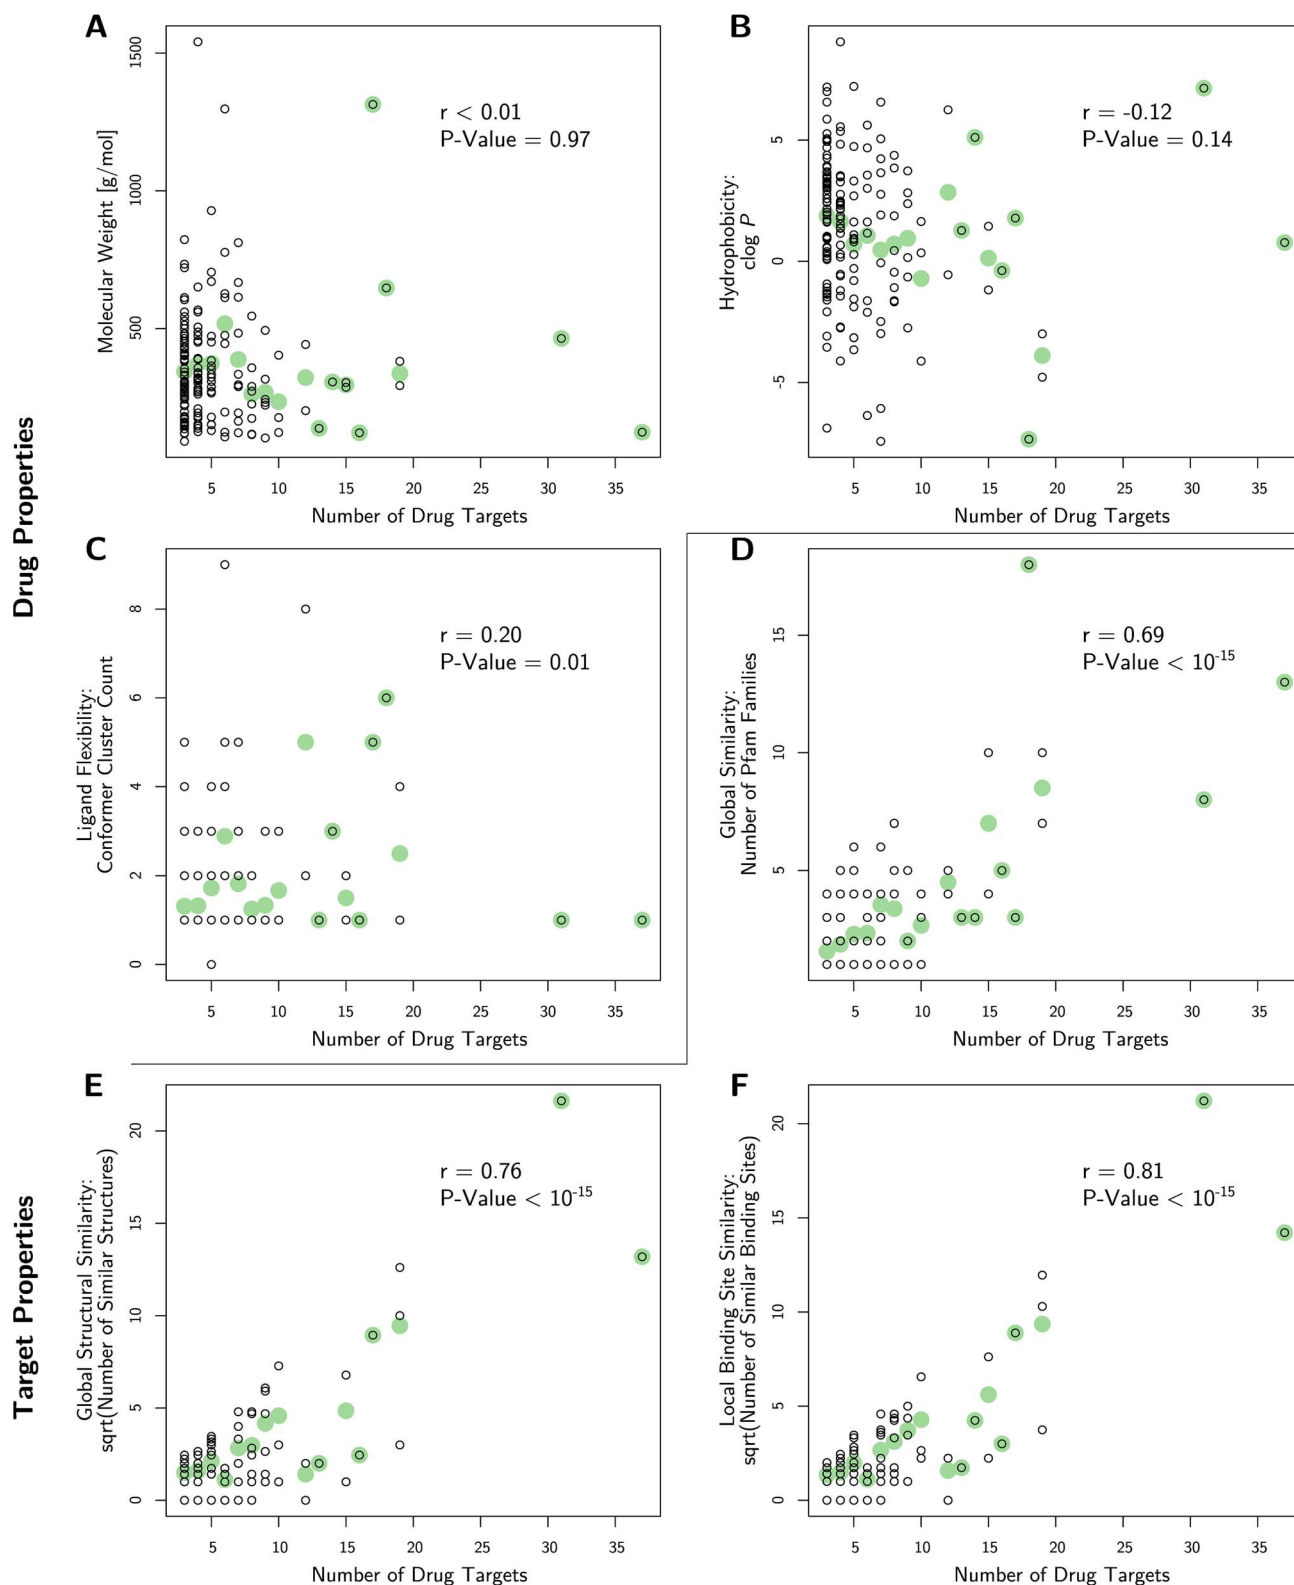 Drug Properties
A
Molecular Weight [g/mol]
1500
1000
500
r < 0.01
P-Value = 0.97
5 10 15 20 25 30 35
Number of Drug Targets
B
Hydrophobicity:
clog P
5
0
-5
r = -0.12
P-Value = 0.14
5 10 15 20 25 30 35
Number of Drug Targets
C
Ligand Flexibility:
Conformer Cluster Count
8
6
4
2
0
r = 0.20
P-Value = 0.01
5 10 15 20 25 30 35
Number of Drug Targets
D
Global Similarity:
Number of Pfam Families
15
10
5
r = 0.69
P-Value < 10^-15
5 10 15 20 25 30 35
Number of Drug Targets
Target Properties
E
Global Structural Similarity:
sqrt(Number of Similar Structures)
20
15
10
5
0
r = 0.76
P-Value < 10^-15
5 10 15 20 25 30 35
Number of Drug Targets
F
Local Binding Site Similarity:
sqrt(Number of Similar Binding Sites)
20
15
10
5
0
r = 0.81
P-Value < 10^-15
5 10 15 20 25 30 35
Number of Drug Targets